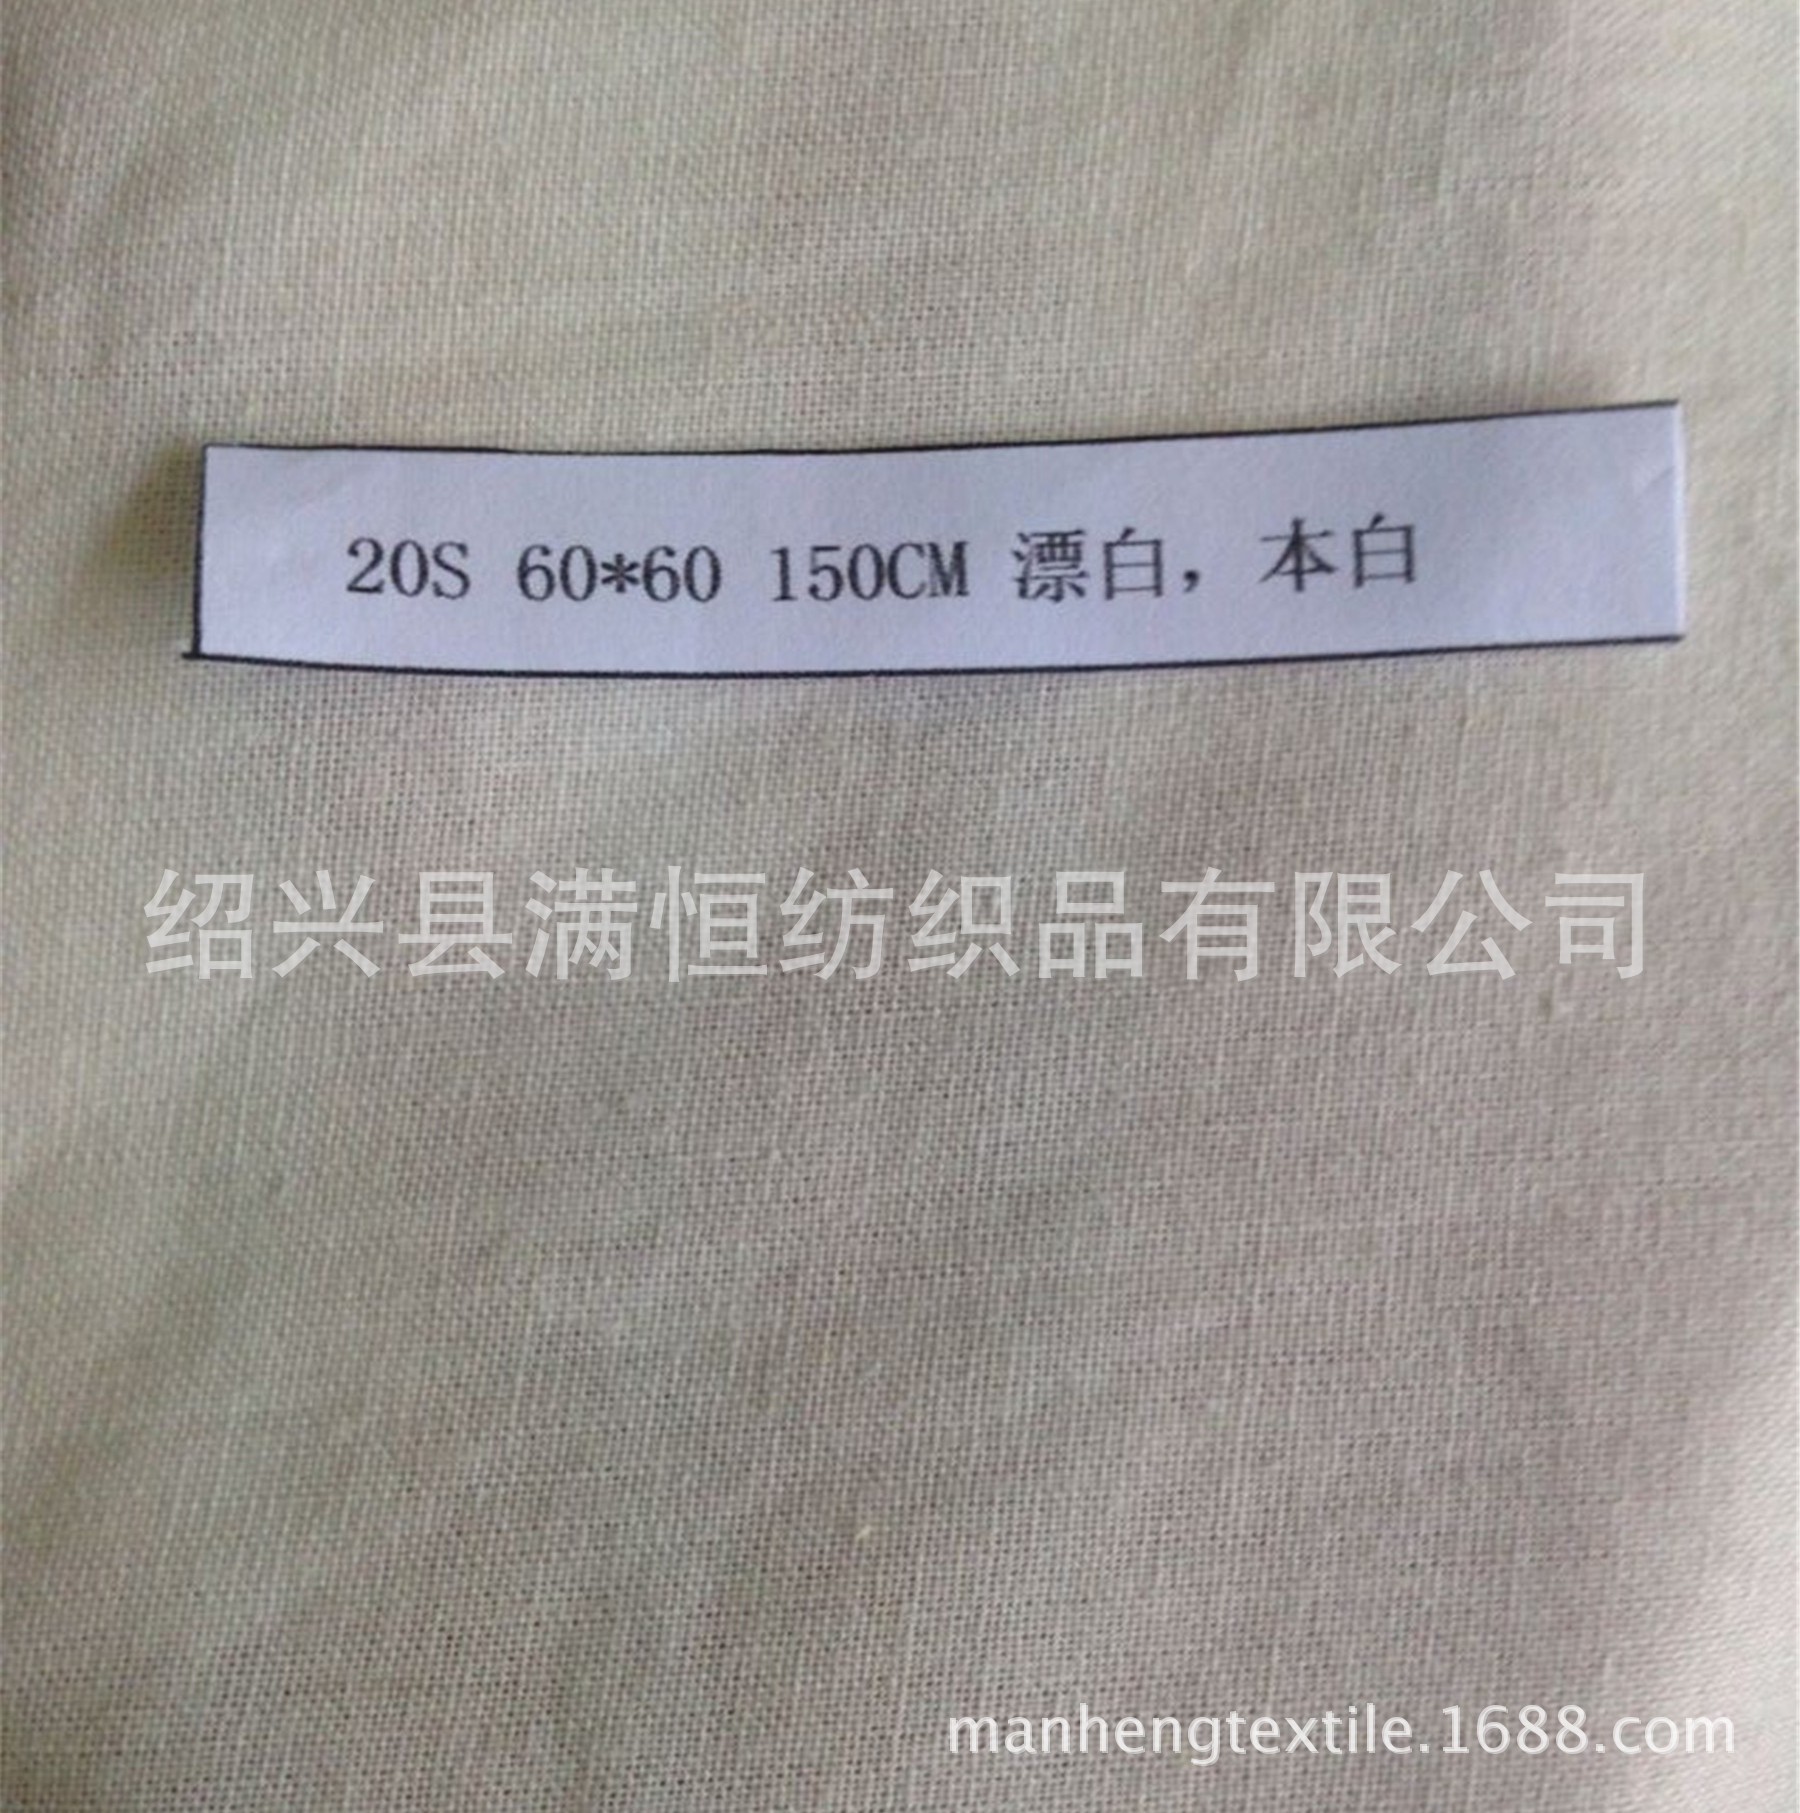 20S 60*60 150CM 漂白，本白
绍兴县满恒纺织品有限公司
manhengtextile.1688.com